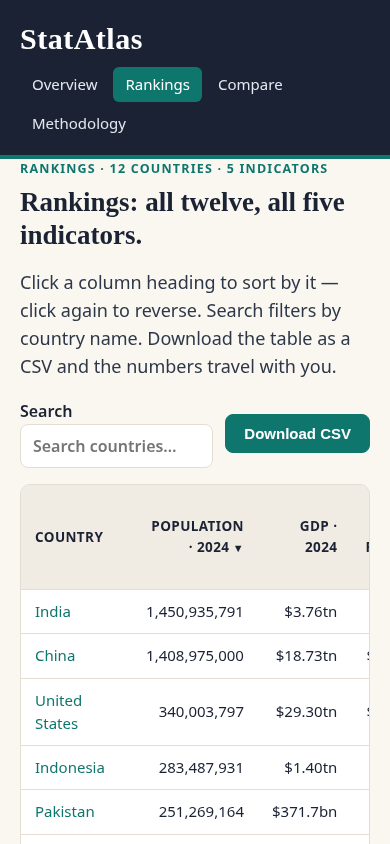 StatAtlas
Overview Rankings Compare
Methodology
RANKINGS · 12 COUNTRIES · 5 INDICATORS
Rankings: all twelve, all five
indicators.
Click a column heading to sort by it —
click again to reverse. Search filters by
country name. Download the table as a
CSV and the numbers travel with you.
Search
Search countries...
Download CSV
COUNTRY POPULATION · 2024 ▼ GDP · 2024
India 1,450,935,791 $3.76tn
China 1,408,975,000 $18.73tn
United States 340,003,797 $29.30tn
Indonesia 283,487,931 $1.40tn
Pakistan 251,269,164 $371.7bn